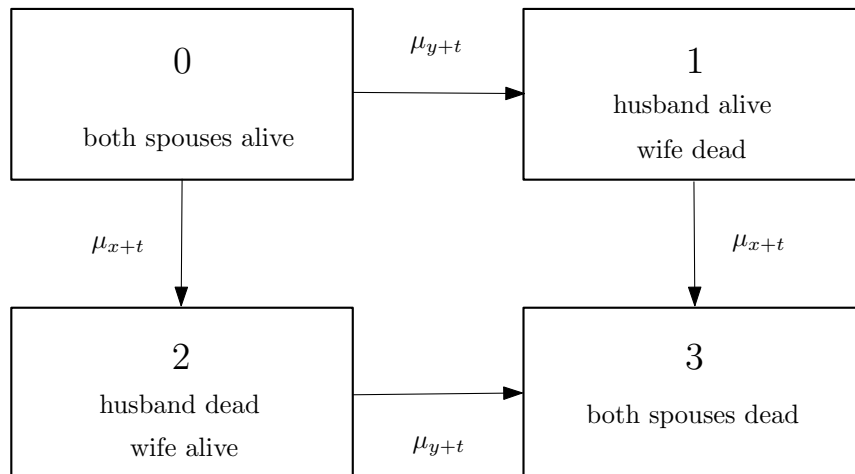 0
both spouses alive
μ_{y+t}
1
husband alive
wife dead
μ_{x+t}
μ_{x+t}
2
husband dead
wife alive
μ_{y+t}
3
both spouses dead